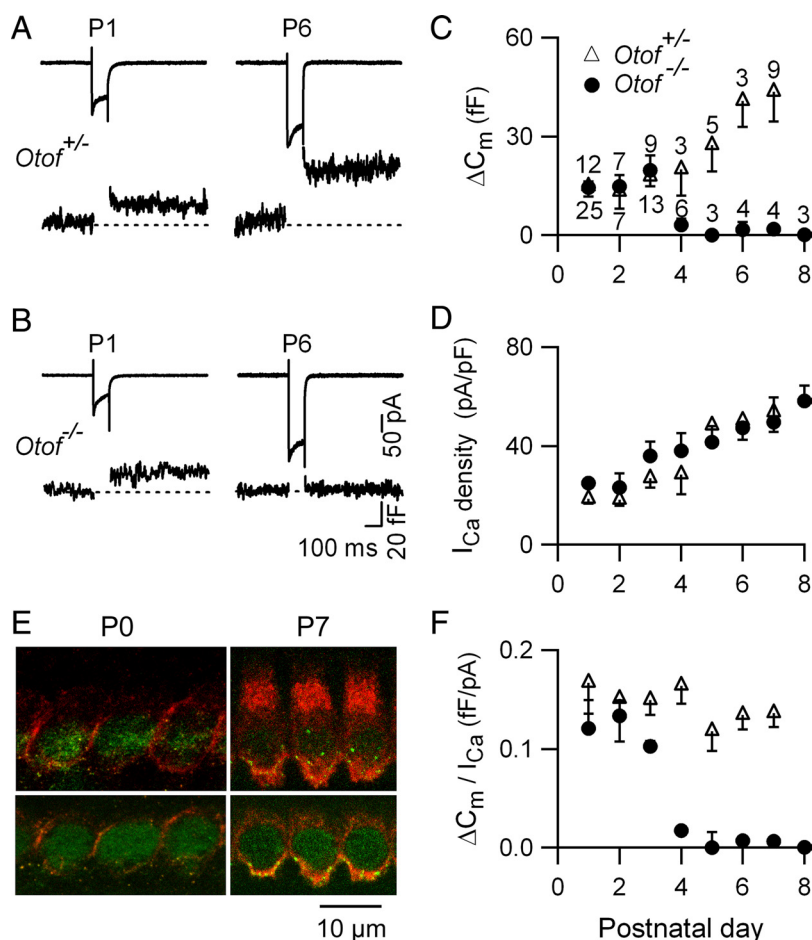 A
P1
P6
Otof+/-
B
P1
P6
Otof-/-
50 pA
100 ms
20 fF
C
60
30
0
ΔCm (fF)
Otof+/-
Otof-/-
12
7
9
3
5
3
9
25
7
13
6
3
4
4
3
0
2
4
6
8
D
80
40
0
ICa density (pA/pF)
0
2
4
6
8
E
P0
P7
10 µm
F
0.2
0.1
0.0
ΔCm / ICa (fF/pA)
0
2
4
6
8
Postnatal day